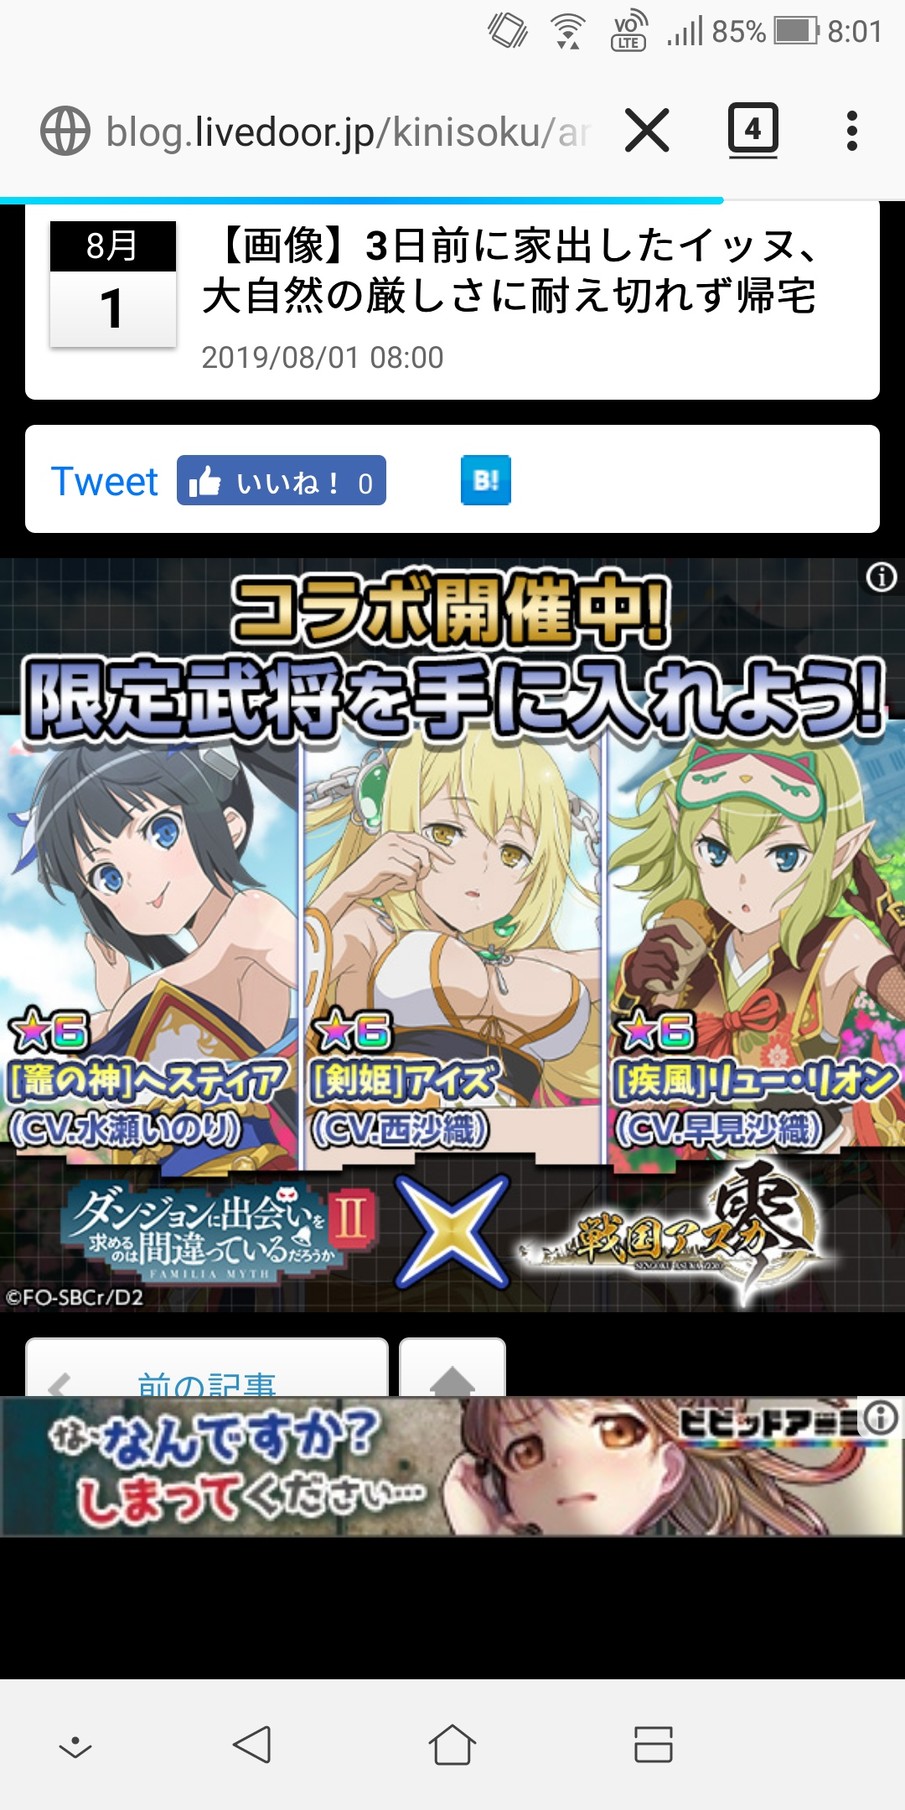 85% 8:01
VO
LTE
blog.livedoor.jp/kinisoku/ar
4
8月
1
【画像】3日前に家出したイッヌ、
大自然の厳しさに耐え切れず帰宅
2019/08/01 08:00
Tweet
いいね！ 0
B!
コラボ開催中!
限定武将を手に入れよう!
★6
[竈の神]ヘスティア
(CV.水瀬いのり)
★6
[剣姫]アイズ
(CV.西沙織)
★6
[疾風]リュー・リオン
(CV.早見沙織)
ダンジョンに出会いを
求めるのは間違っているだろうか
II
FAMILIA MYTH
戦国アスカ零
SENGOKU ASUKA ZERO
©FO-SBCr/D2
前の記事
な…なんですか？
しまってください…
ビビッドアーミー